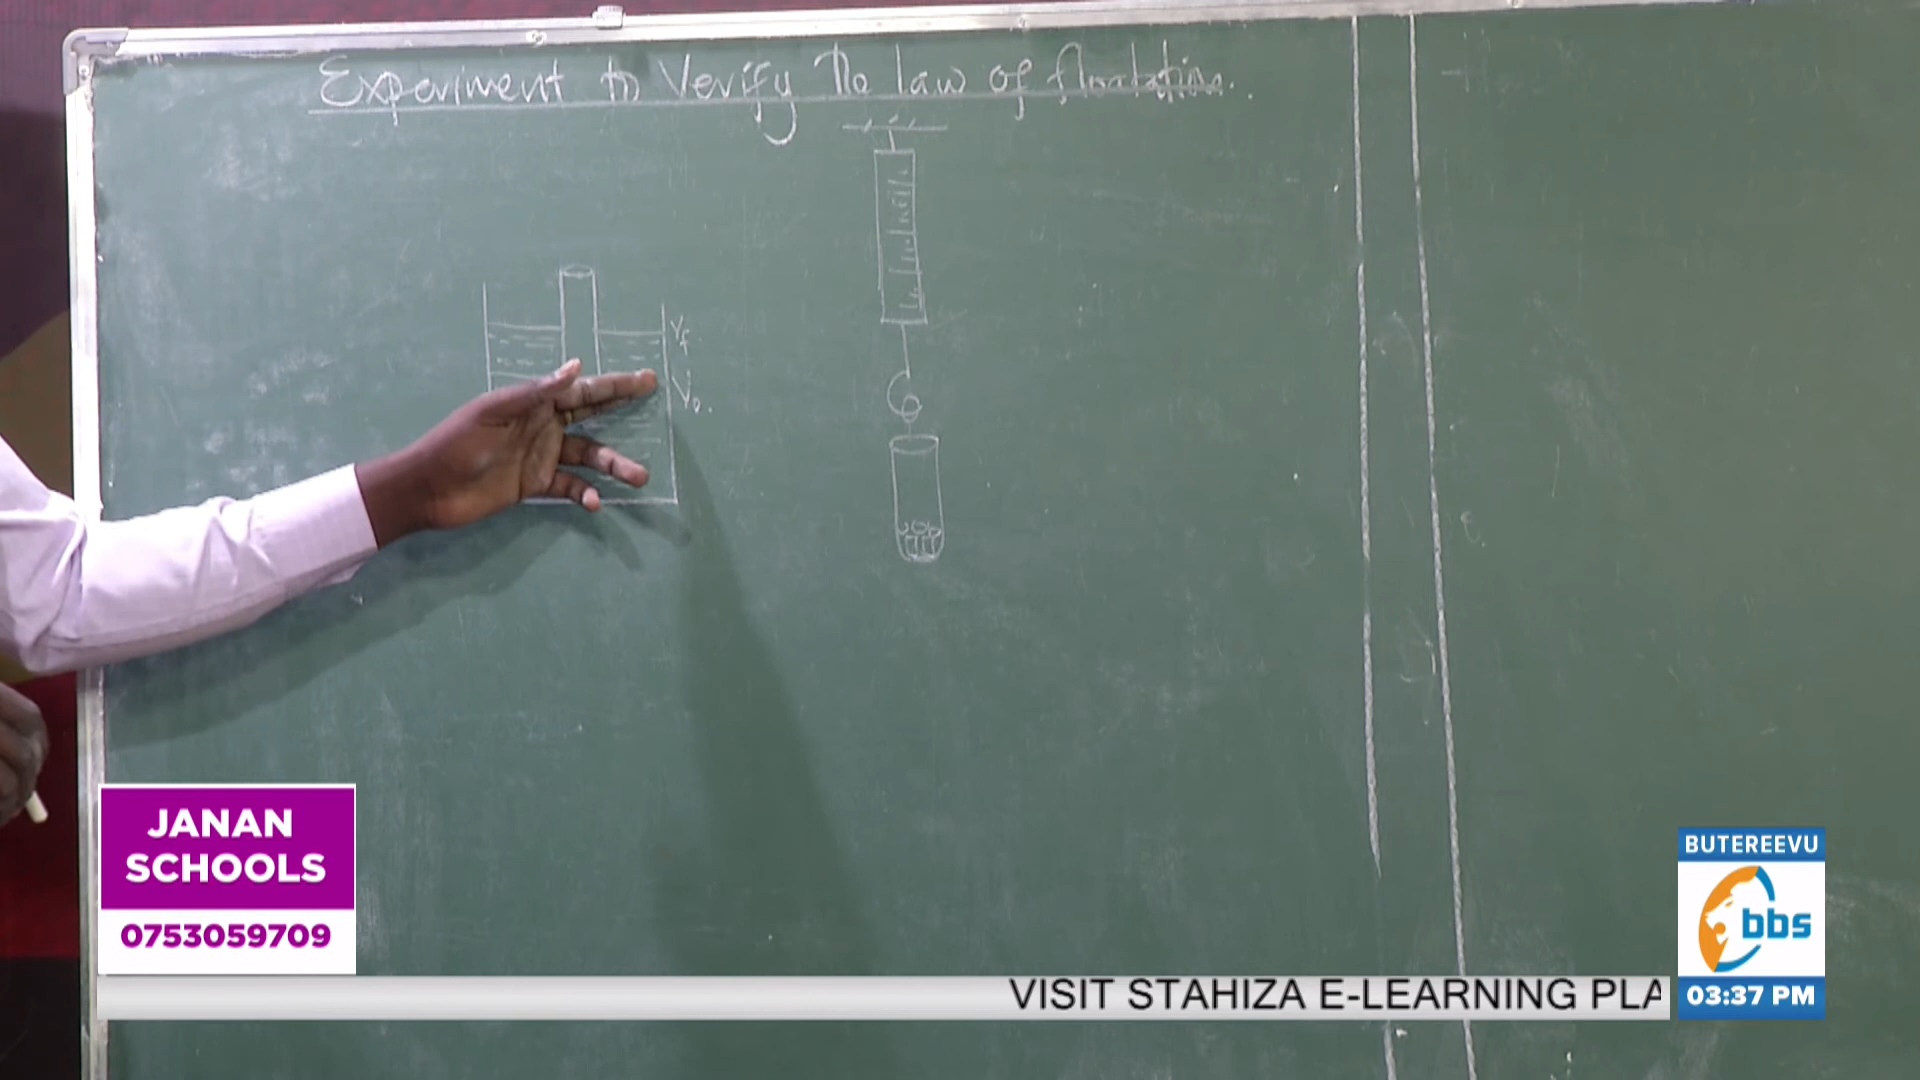 Experiment to Verify the law of floatation.
Vf
Vo.
JANAN
SCHOOLS
0753059709
VISIT STAHIZA E-LEARNING PLA
BUTEREEVU
bbs
03:37 PM